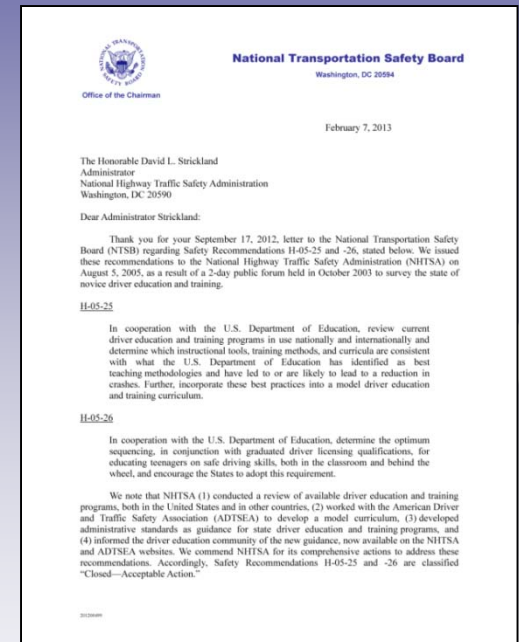 National Transportation Safety Board
Washington, DC 20594
Office of the Chairman
February 7, 2013
The Honorable David L. Strickland
Administrator
National Highway Traffic Safety Administration
Washington, DC 20590
Dear Administrator Strickland:
Thank you for your September 17, 2012, letter to the National Transportation Safety
Board (NTSB) regarding Safety Recommendations H-05-25 and -26, stated below. We issued
these recommendations to the National Highway Traffic Safety Administration (NHTSA) on
August 5, 2005, as a result of a 2-day public forum held in October 2003 to survey the state of
novice driver education and training.
H-05-25
In cooperation with the U.S. Department of Education, review current
driver education and training programs in use nationally and internationally and
determine which instructional tools, training methods, and curricula are consistent
with what the U.S. Department of Education has identified as best
teaching methodologies and have led to or are likely to lead to a reduction in
crashes. Further, incorporate these best practices into a model driver education
and training curriculum.
H-05-26
In cooperation with the U.S. Department of Education, determine the optimum
sequencing, in conjunction with graduated driver licensing qualifications, for
educating teenagers on safe driving skills, both in the classroom and behind the
wheel, and encourage the States to adopt this requirement.
We note that NHTSA (1) conducted a review of available driver education and training
programs, both in the United States and in other countries, (2) worked with the American Driver
and Traffic Safety Association (ADTSEA) to develop a model curriculum, (3) developed
administrative standards as guidance for state driver education and training programs, and
(4) informed the driver education community of the new guidance, now available on the NHTSA
and ADTSEA websites. We commend NHTSA for its comprehensive actions to address these
recommendations. Accordingly, Safety Recommendations H-05-25 and -26 are classified
“Closed—Acceptable Action.”